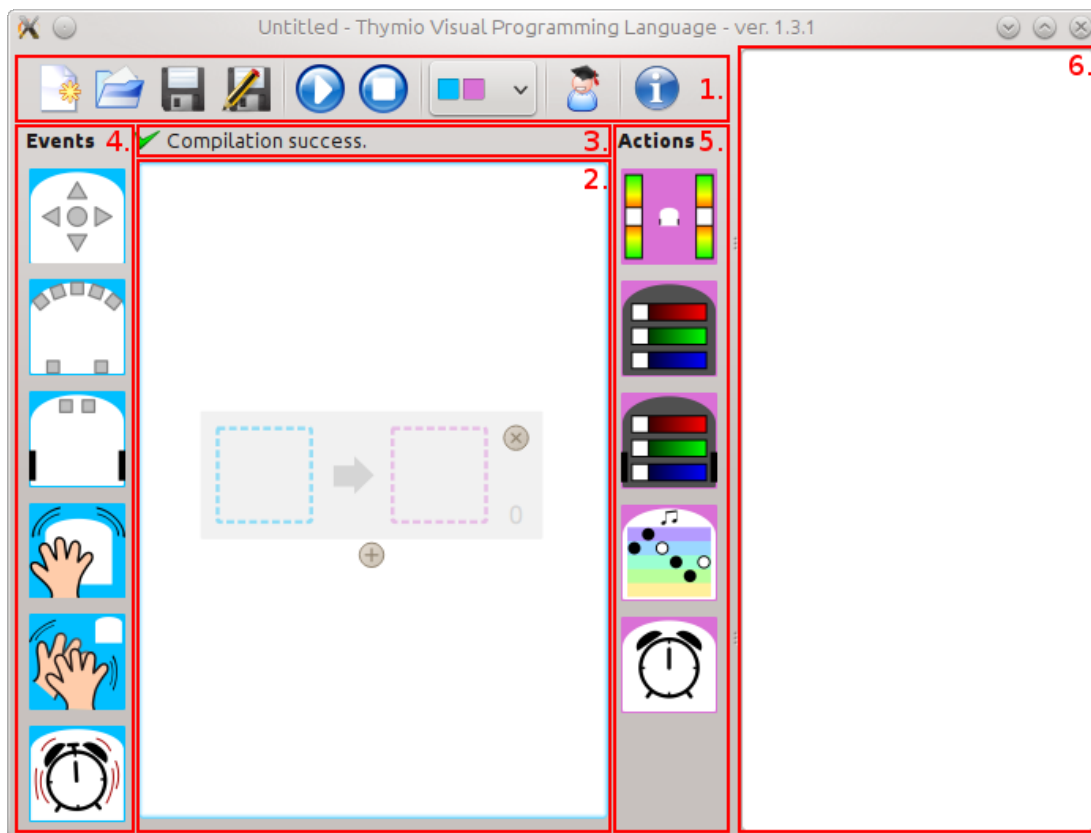 Untitled - Thymio Visual Programming Language - ver. 1.3.1
1.
6.
Events 4.
Compilation success. 3.
Actions 5.
2.
0